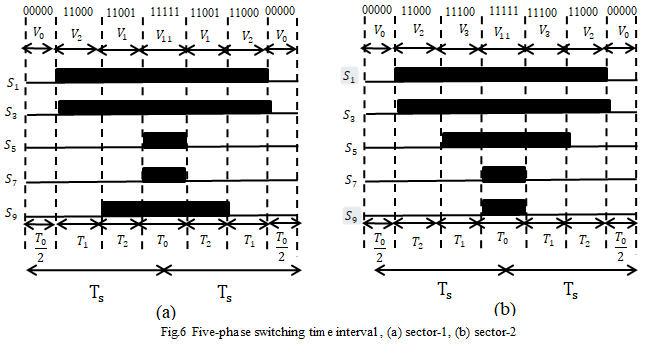 00000 11000 11001 11111 11001 11000 00000
V₀ V₂ V₁ V₁₁ V₁ V₂ V₀
S₁
S₃
S₅
S₇
S₉
T₀/2 T₁ T₂ T₀ T₂ T₁ T₀/2
Tₛ Tₛ
(a)
00000 11000 11100 11111 11100 11000 00000
V₀ V₂ V₃ V₁₁ V₃ V₂ V₀
S₁
S₃
S₅
S₇
S₉
T₀/2 T₂ T₁ T₀ T₁ T₂ T₀/2
Tₛ Tₛ
(b)
Fig.6 Five-phase switching time interval, (a) sector-1, (b) sector-2